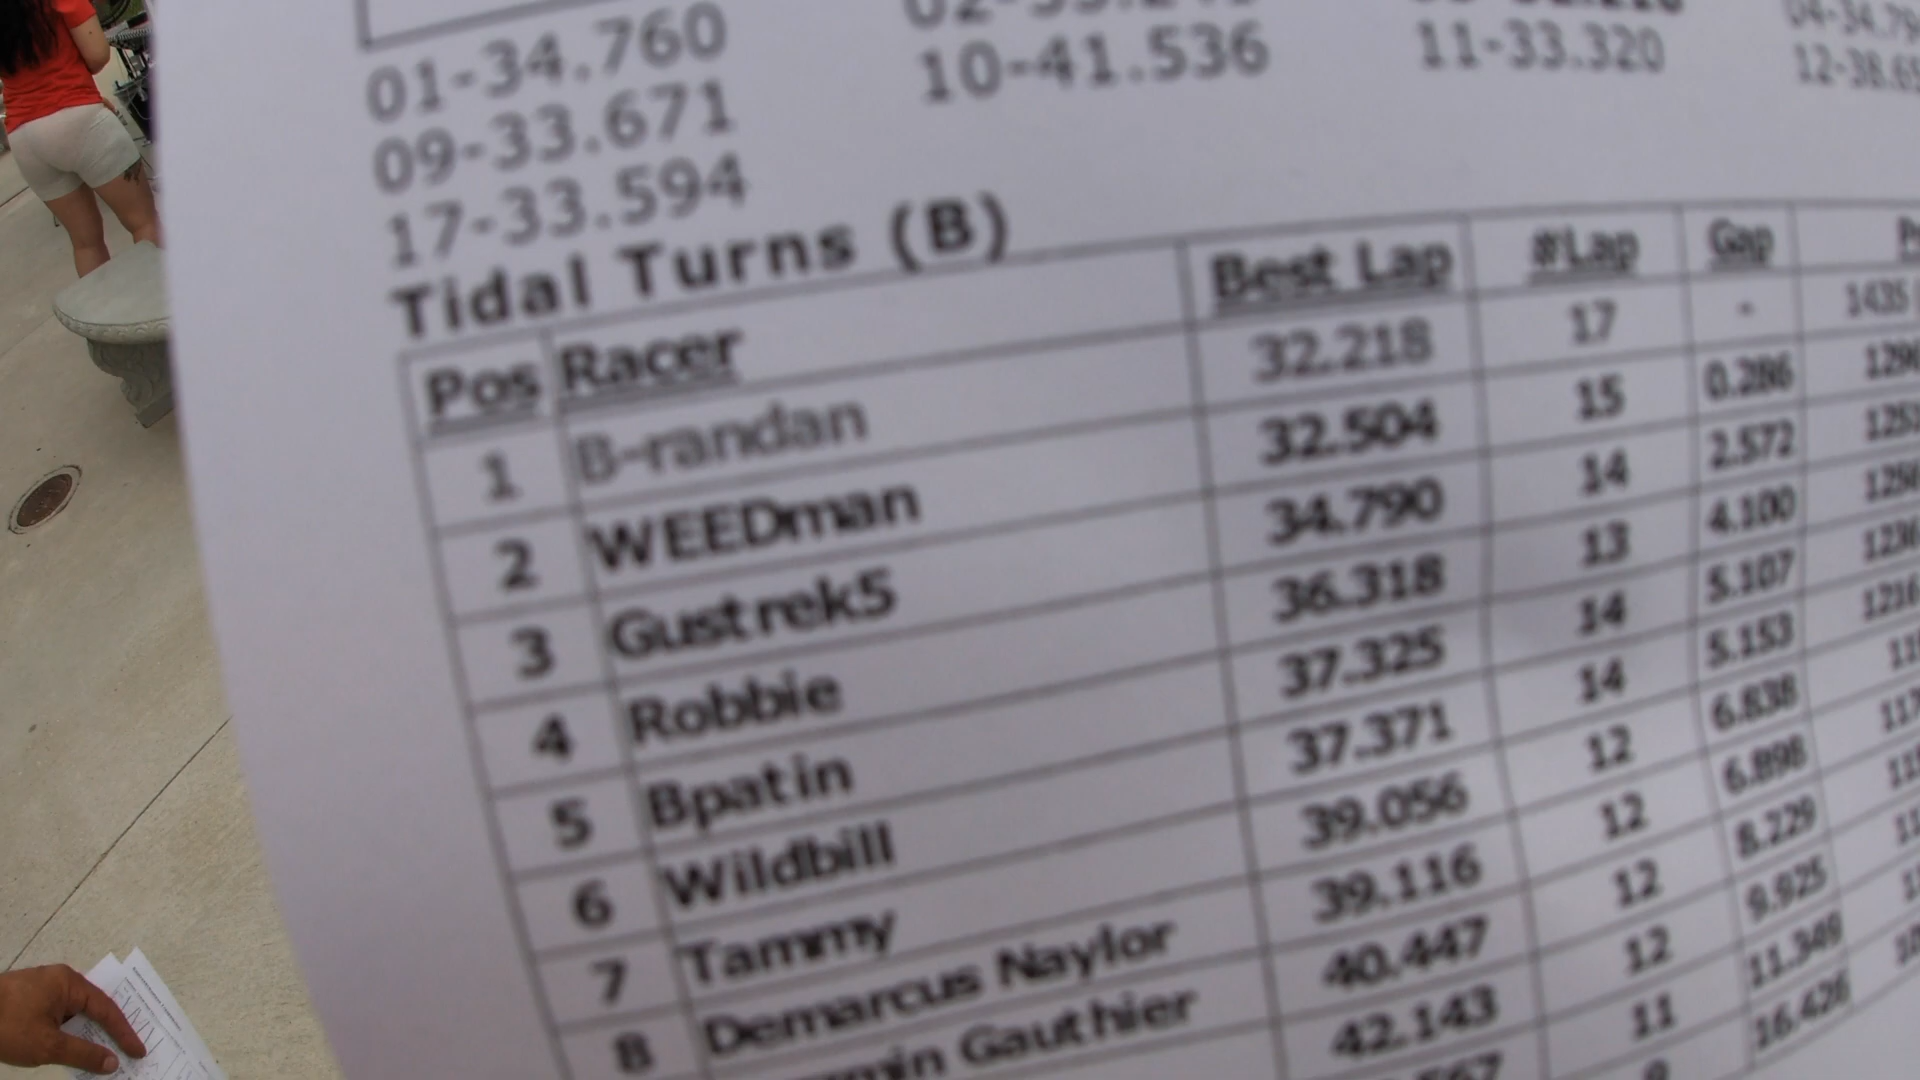 01-34.760 10-41.536 11-33.320
09-33.671
17-33.594
Tidal Turns (B)
Pos Racer Best Lap #Lap Gap
1 B-randan 32.218 17 - 1435
2 WEEDman 32.504 15 0.286
3 Gustrek5 34.790 14 2.572
4 Robbie 36.318 13 4.100
5 Bpatin 37.325 14 5.107
6 Wildbill 37.371 14 5.153
7 Tammy 39.056 12 6.838
8 Demarcus Naylor 39.116 12 6.898
Gauthier 40.447 12 8.229
42.143 12 9.925
11 11.349
16.426